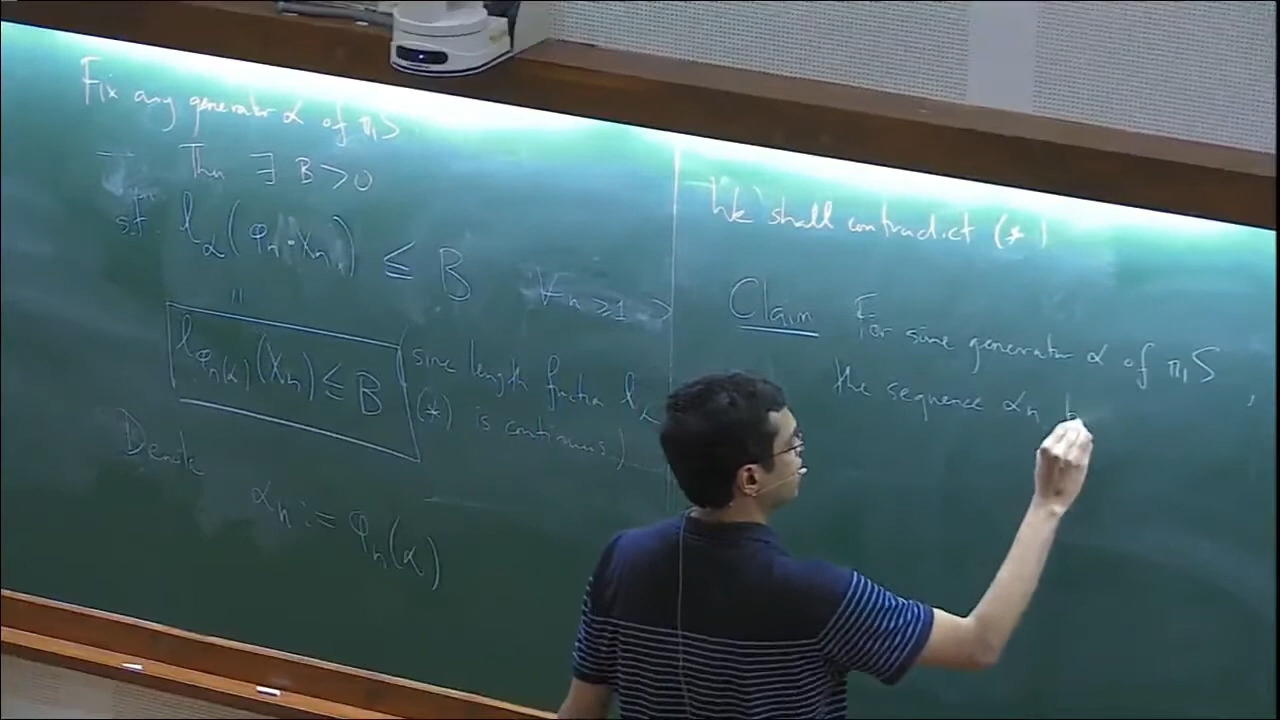 Fix any generator α of π₁S
Then ∃ B > 0
s.t. l_α(φ_n · X_n) ≤ B ∀ n ≥ 1
||
l_{φ_n(α)}(X_n) ≤ B
(since length function l_α
(*) is continuous.)
Denote
α_n := φ_n(α)
We shall contradict (*)
Claim For some generator α of π₁S,
the sequence α_n